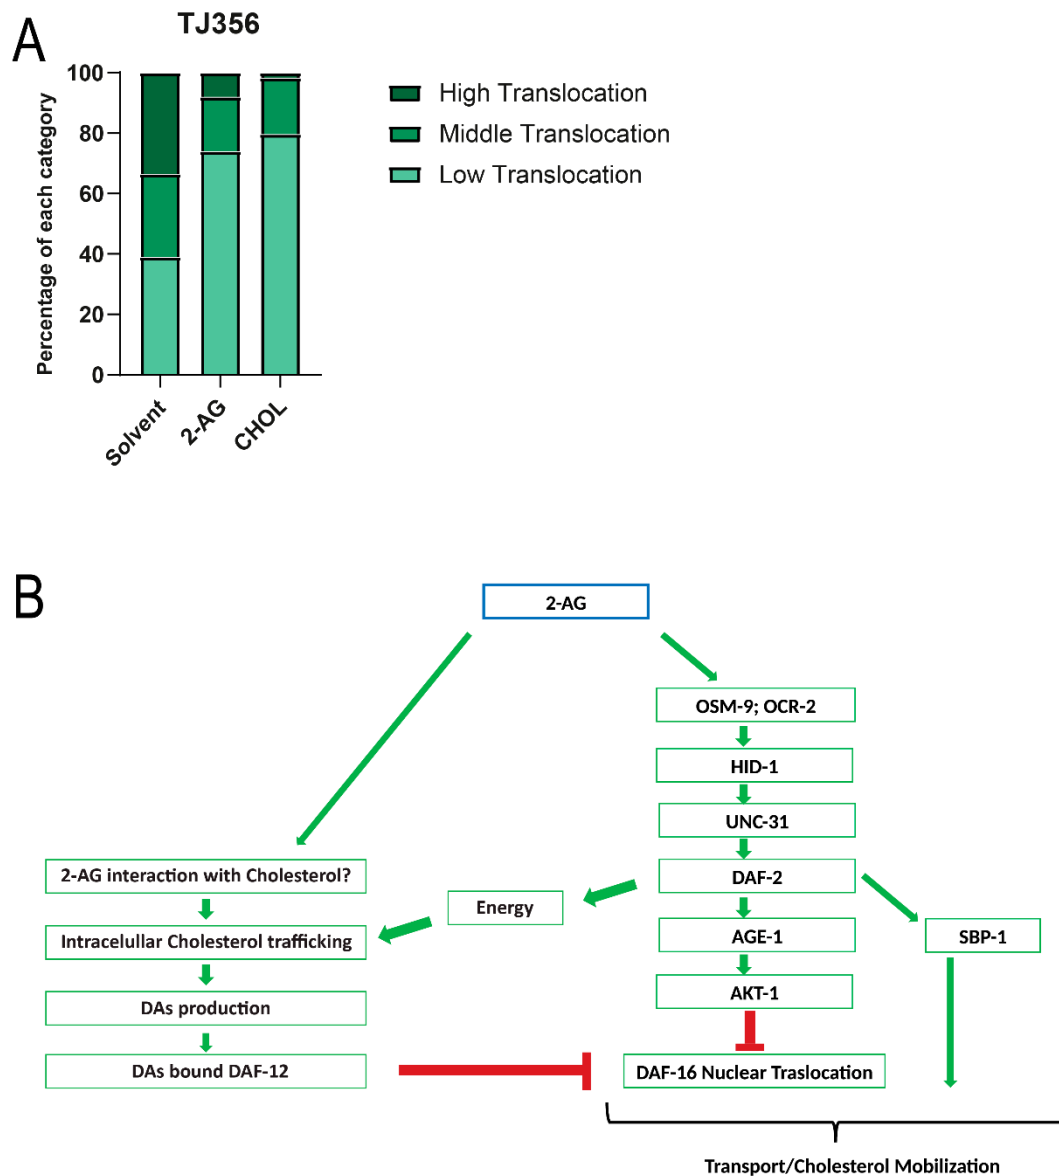 A
TJ356
Percentage of each category
100
80
60
40
20
0
Solvent
2-AG
CHOL
High Translocation
Middle Translocation
Low Translocation
B
2-AG
OSM-9; OCR-2
HID-1
UNC-31
2-AG interaction with Cholesterol?
DAF-2
Energy
Intracelullar Cholesterol trafficking
AGE-1
SBP-1
DAs production
AKT-1
DAs bound DAF-12
DAF-16 Nuclear Traslocation
Transport/Cholesterol Mobilization